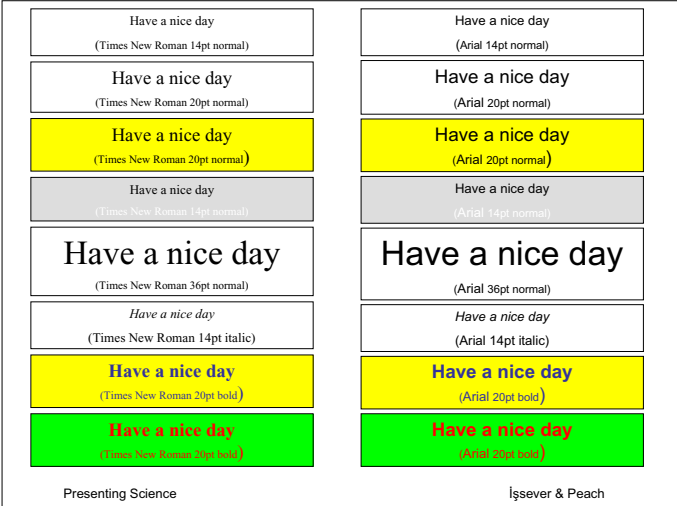 Have a nice day
(Times New Roman 14pt normal)
Have a nice day
(Times New Roman 20pt normal)
Have a nice day
(Times New Roman 20pt normal)
Have a nice day
(Times New Roman 14pt normal)
Have a nice day
(Times New Roman 36pt normal)
Have a nice day
(Times New Roman 14pt italic)
Have a nice day
(Times New Roman 20pt bold)
Have a nice day
(Times New Roman 20pt bold)
Have a nice day
(Arial 14pt normal)
Have a nice day
(Arial 20pt normal)
Have a nice day
(Arial 20pt normal)
Have a nice day
(Arial 14pt normal)
Have a nice day
(Arial 36pt normal)
Have a nice day
(Arial 14pt italic)
Have a nice day
(Arial 20pt bold)
Have a nice day
(Arial 20pt bold)
Presenting Science
İşsever & Peach